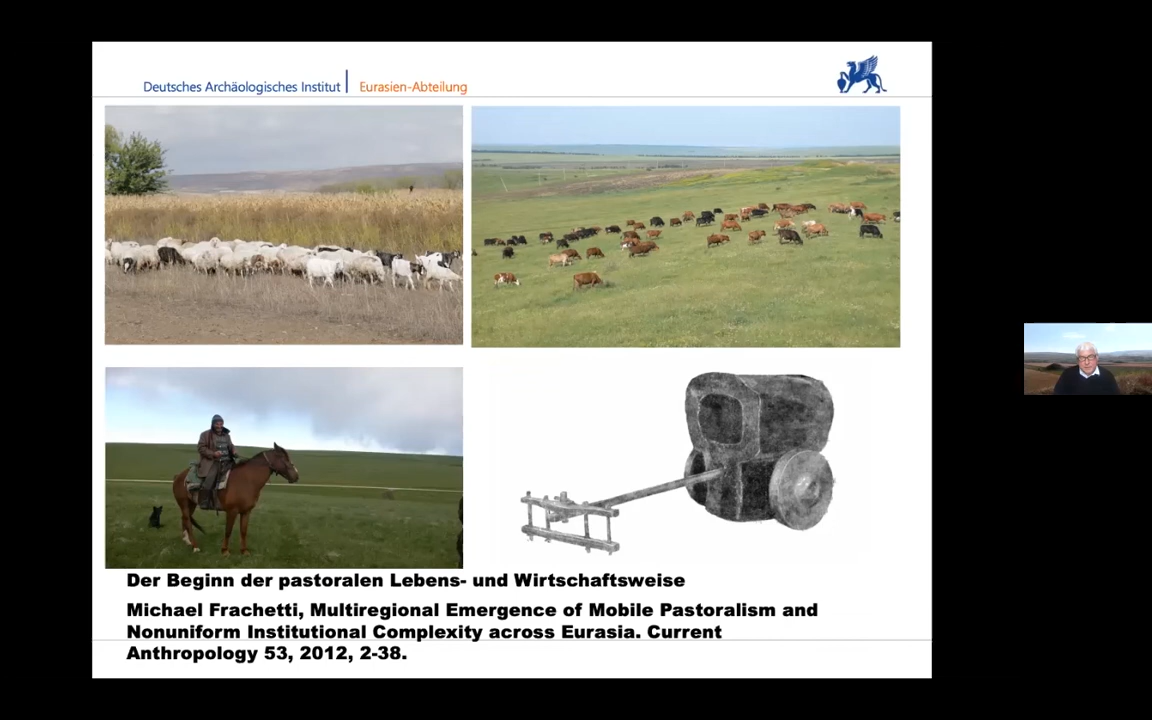 Deutsches Archäologisches Institut Eurasien-Abteilung
Der Beginn der pastoralen Lebens- und Wirtschaftsweise
Michael Frachetti, Multiregional Emergence of Mobile Pastoralism and
Nonuniform Institutional Complexity across Eurasia. Current
Anthropology 53, 2012, 2-38.